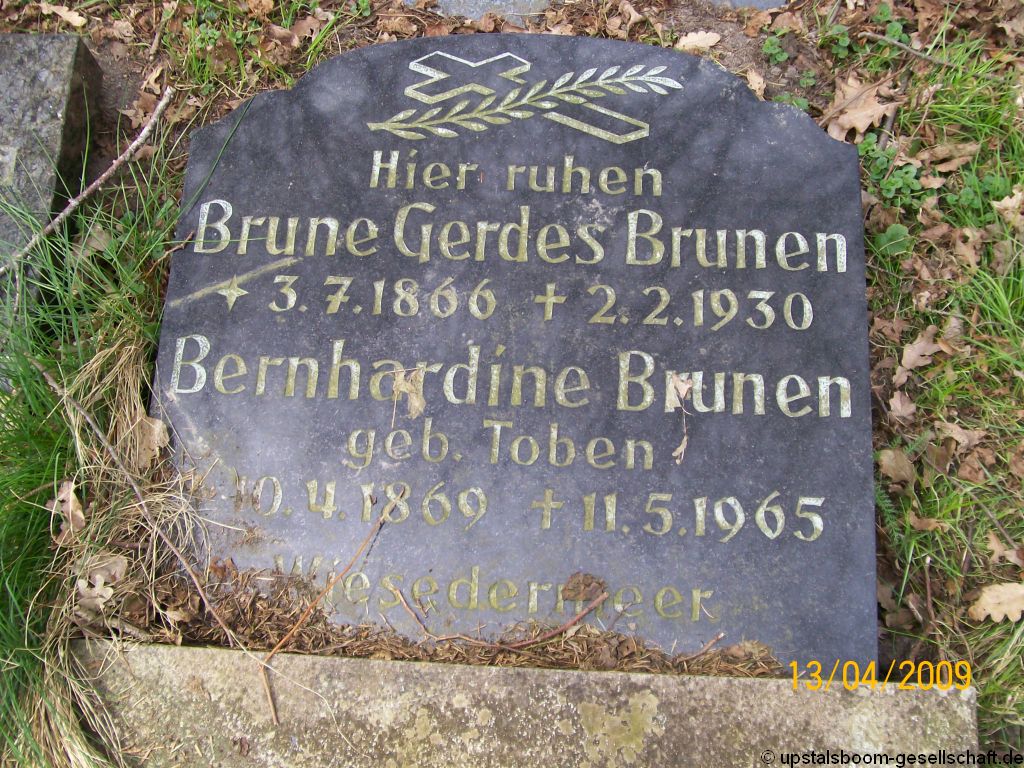 Hier ruhen
Brune Gerdes Brunen
3.7.1866 + 2.2.1930
Bernhardine Brunen
geb. Toben
10.4.1869 + 11.5.1965
Wiesedermeer
13/04/2009
© upstalsboom-gesellschaft.de